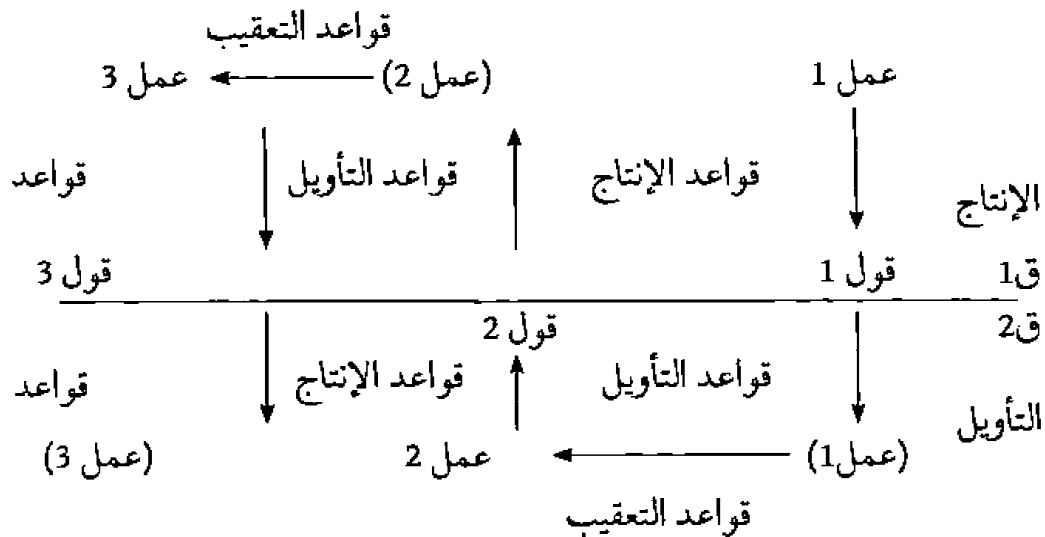 قواعد التعقيب
عمل 1 (عمل 2) عمل 3
قواعد الإنتاج قواعد التأويل قواعد
الإنتاج
ق1 قول 1 قول 3
ق2 قول 2
قواعد التأويل قواعد الإنتاج قواعد
التأويل
(عمل1) عمل 2 (عمل 3)
قواعد التعقيب